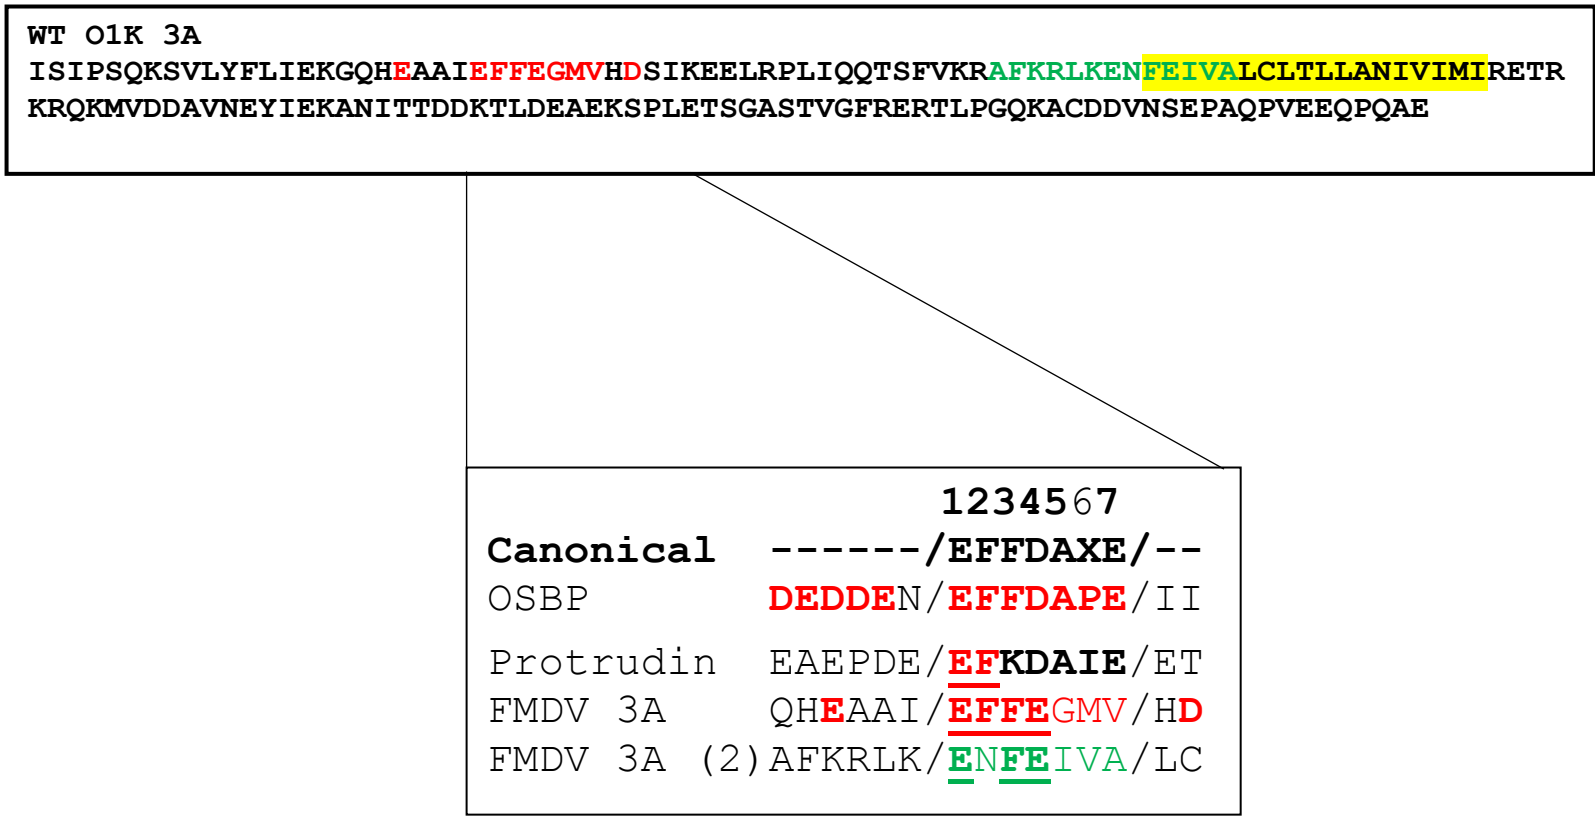 WT O1K 3A
ISIPSQKSVLYFLIEKGQHEAAIEFFEGMVHDSIKEELRPLIQQTSFVKRAFKRLKENFEIVALCLTLLANIVIMIRETR
KRQKMVDDAVNEYIEKANITTDDKTLDEAEKSPLETSGASTVGFRERTLPGQKACDDVNSEPAQPVEEQPQAE
1234567
Canonical ------/EFFDAXE/--
OSBP DEDDEN/EFFDAPE/II
Protrudin EAEPDE/EFKDAIE/ET
FMDV 3A QHEAAI/EFFEGMV/HD
FMDV 3A (2) AFKRLK/ENFEIVA/LC